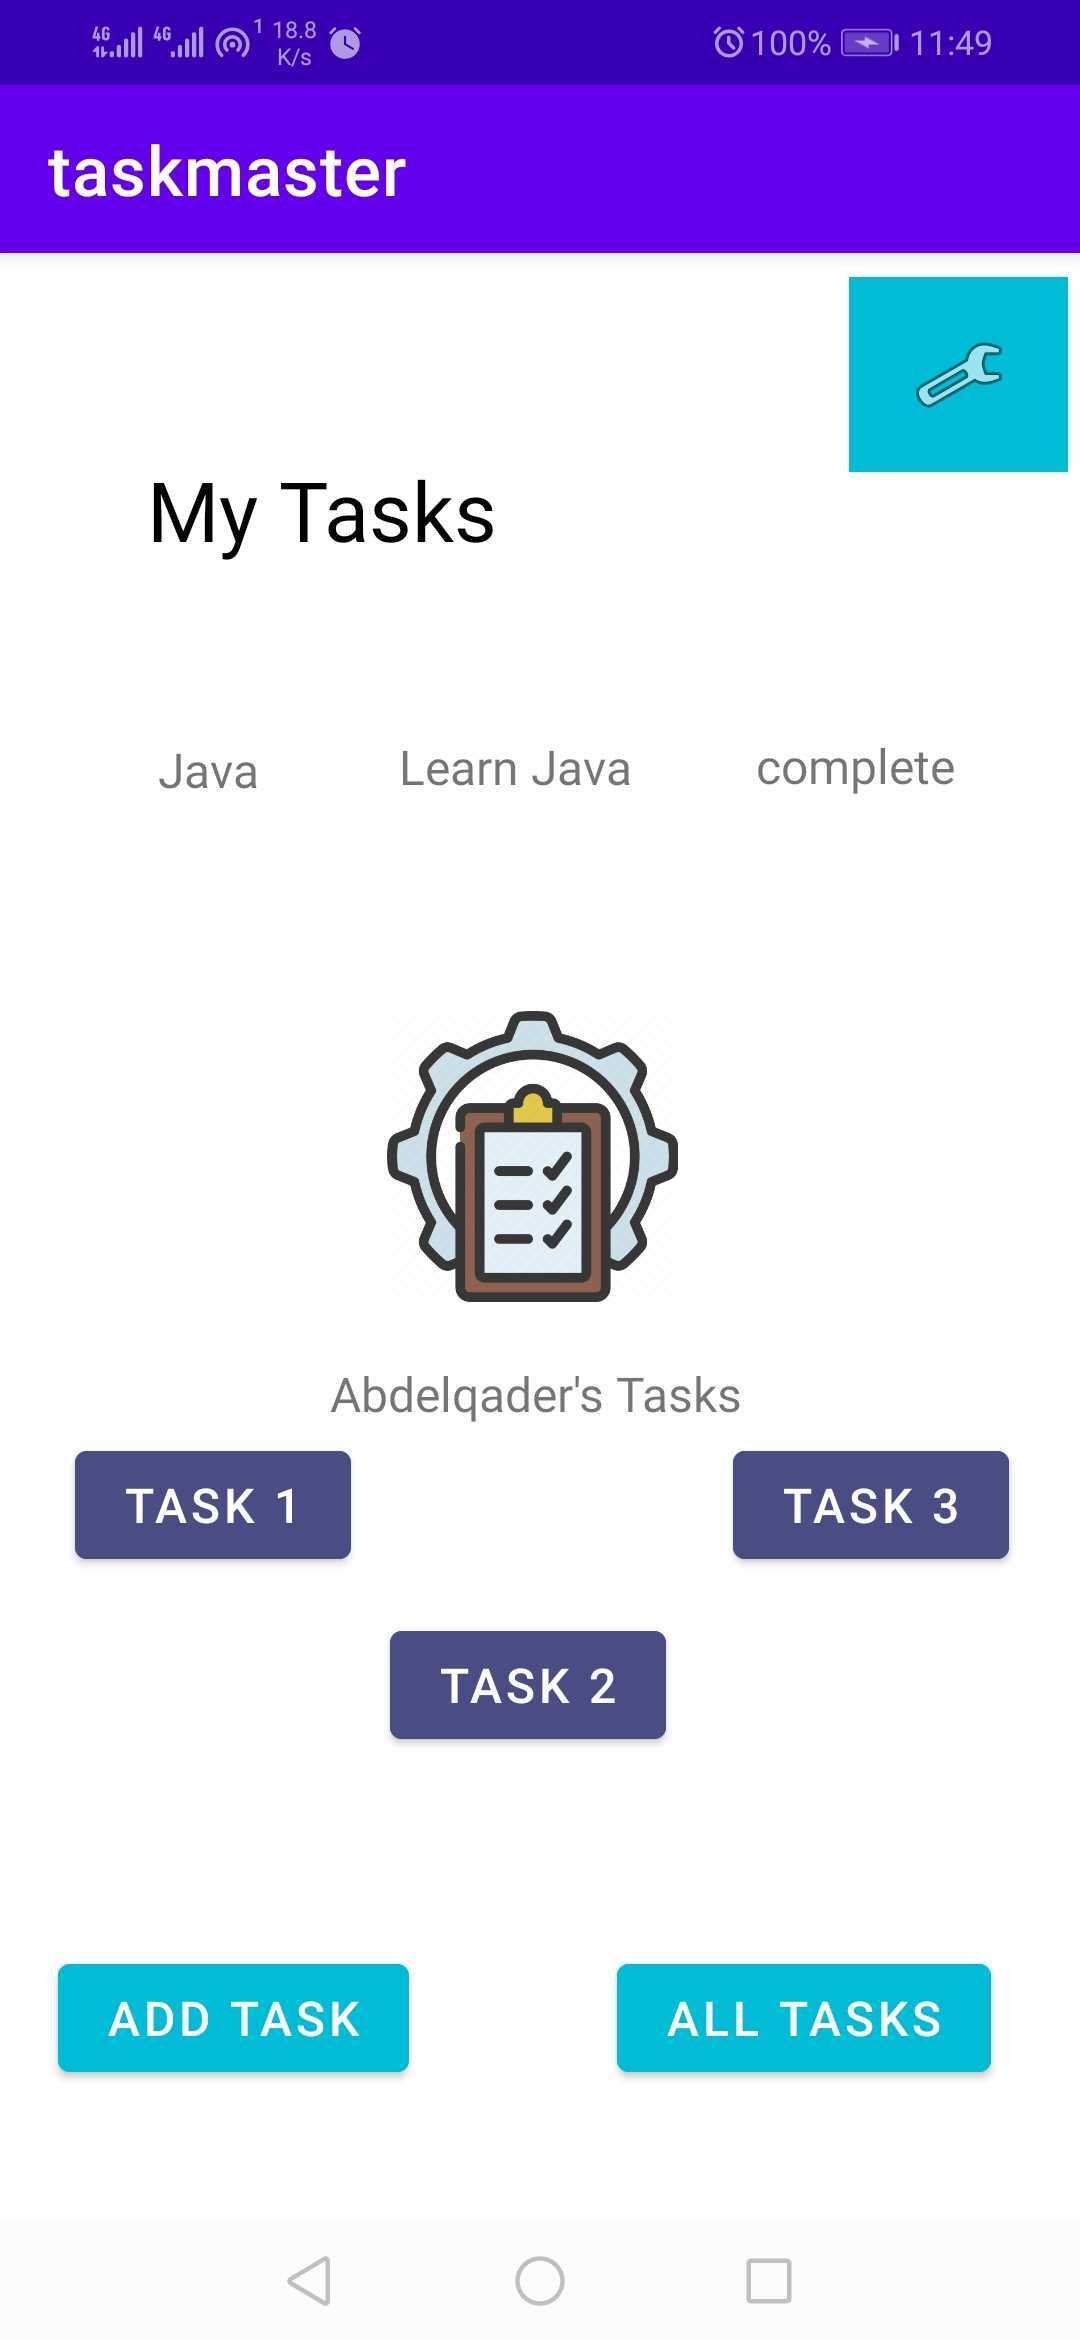 4G 4G 1 18.8 K/s 100% 11:49
taskmaster
My Tasks
Java Learn Java complete
Abdelqader's Tasks
TASK 1 TASK 3
TASK 2
ADD TASK ALL TASKS